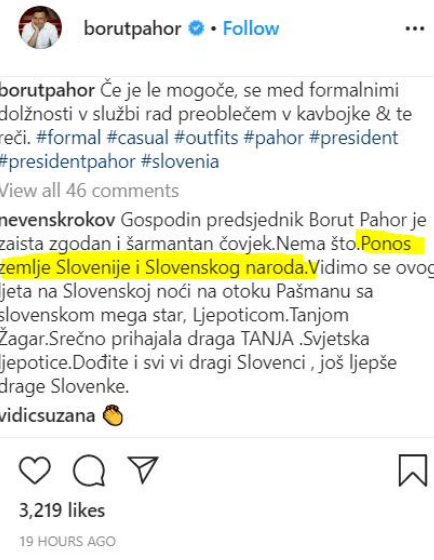 borutpahor • Follow
borutpahor Če je le mogoče, se med formalnimi
dolžnosti v službi rad preoblečem v kavbojke & te
reči. #formal #casual #outfits #pahor #president
#presidentpahor #slovenia
View all 46 comments
nevenskrokov Gospodin predsjednik Borut Pahor je
zaista zgodan i šarmantan čovjek.Nema što.Ponos
zemlje Slovenije i Slovenskog naroda.Vidimo se ovog
ljeta na Slovenskoj noći na otoku Pašmanu sa
slovenskom mega star, Ljepoticom.Tanjom
Žagar.Srečno prihajala draga TANJA .Svjetska
ljepotice.Dođite i svi vi dragi Slovenci , još ljepše
drage Slovenke.
vidicsuzana 👏
3,219 likes
19 HOURS AGO